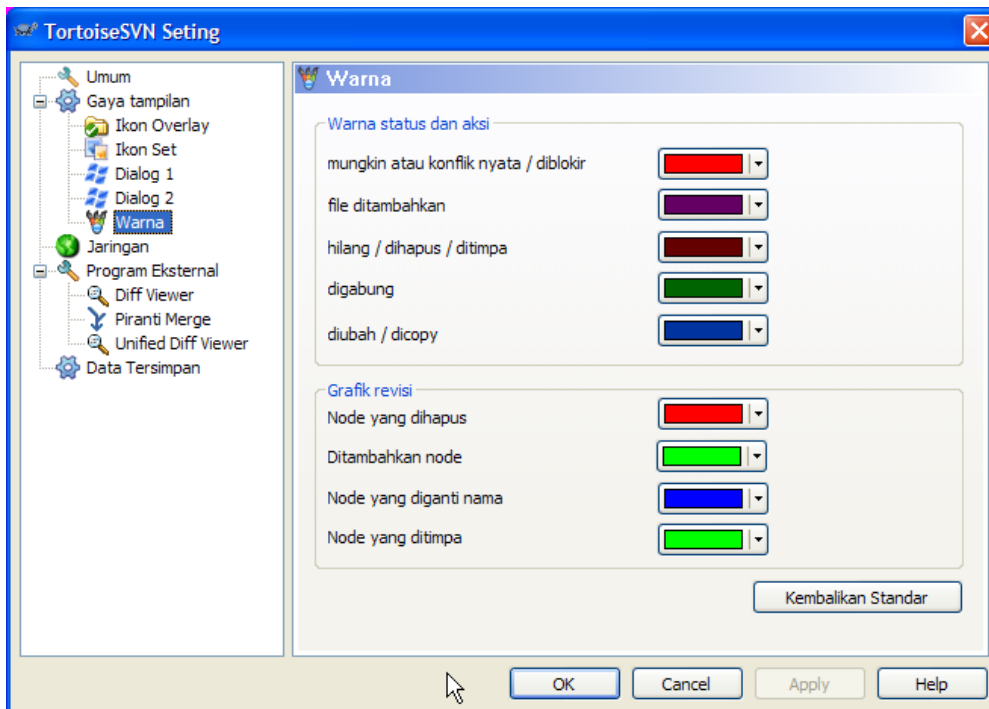 TortoiseSVN Seting
Umum
Gaya tampilan
Ikon Overlay
Ikon Set
Dialog 1
Dialog 2
Warna
Jaringan
Program Eksternal
Diff Viewer
Piranti Merge
Unified Diff Viewer
Data Tersimpan
Warna
Warna status dan aksi
mungkin atau konflik nyata / diblokir
file ditambahkan
hilang / dihapus / ditimpa
digabung
diubah / dicopy
Grafik revisi
Node yang dihapus
Ditambahkan node
Node yang diganti nama
Node yang ditimpa
Kembalikan Standar
OK
Cancel
Apply
Help